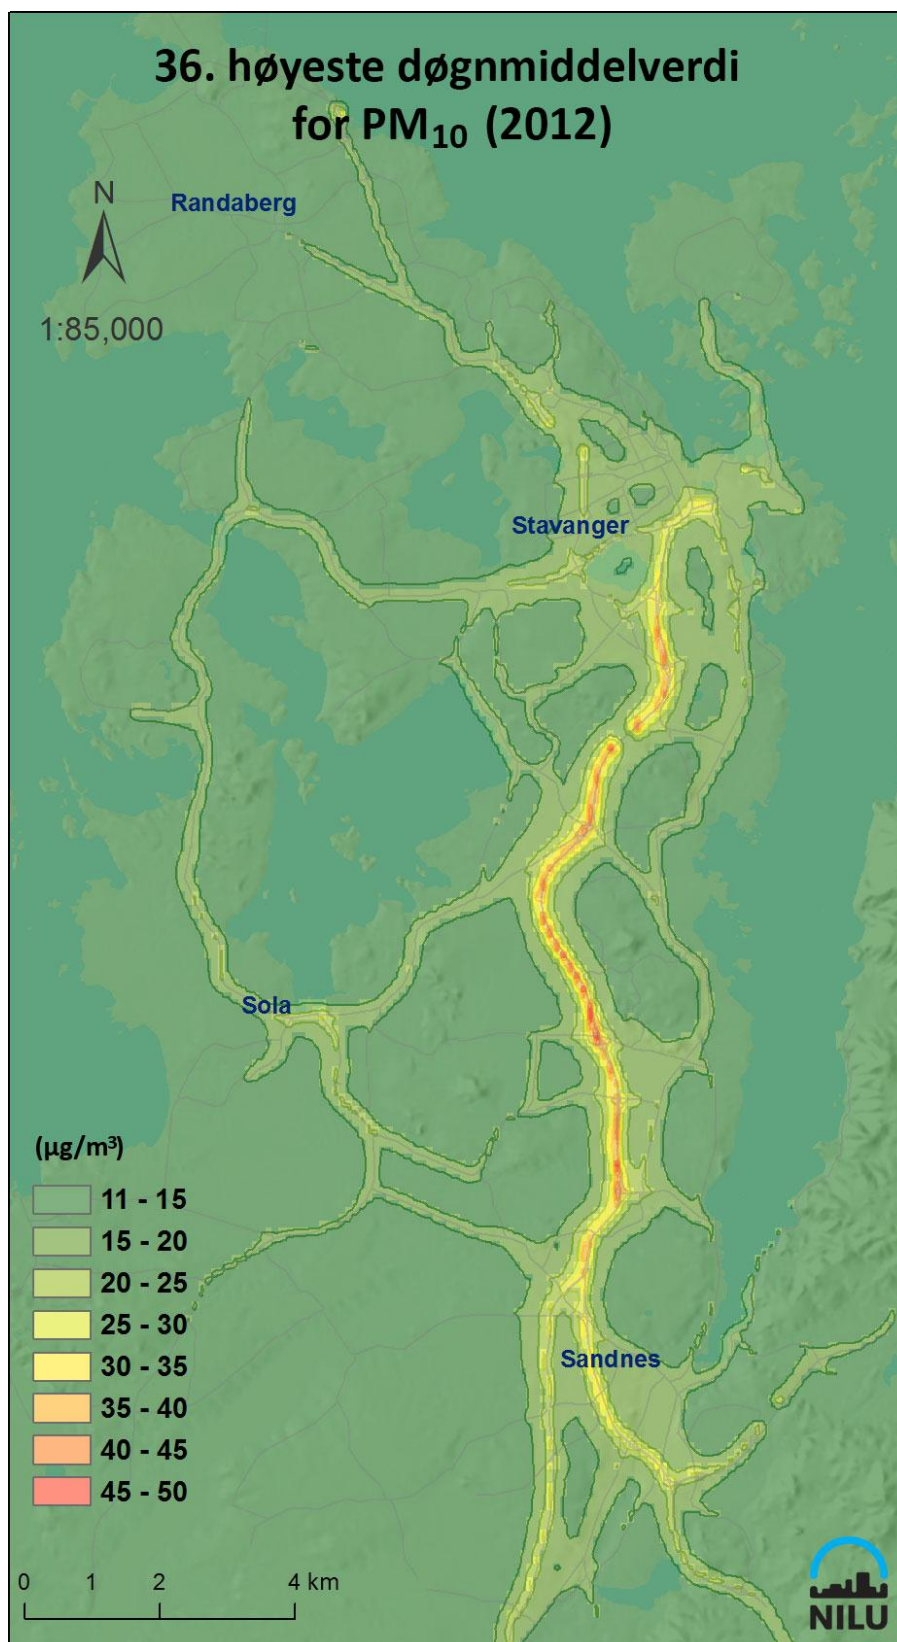 36. høyeste døgnmiddelverdi
for PM₁₀ (2012)
Randaberg
N
1:85,000
Stavanger
Sola
(µg/m³)
11 - 15
15 - 20
20 - 25
25 - 30
30 - 35
35 - 40
40 - 45
45 - 50
Sandnes
0 1 2 4 km
NILU